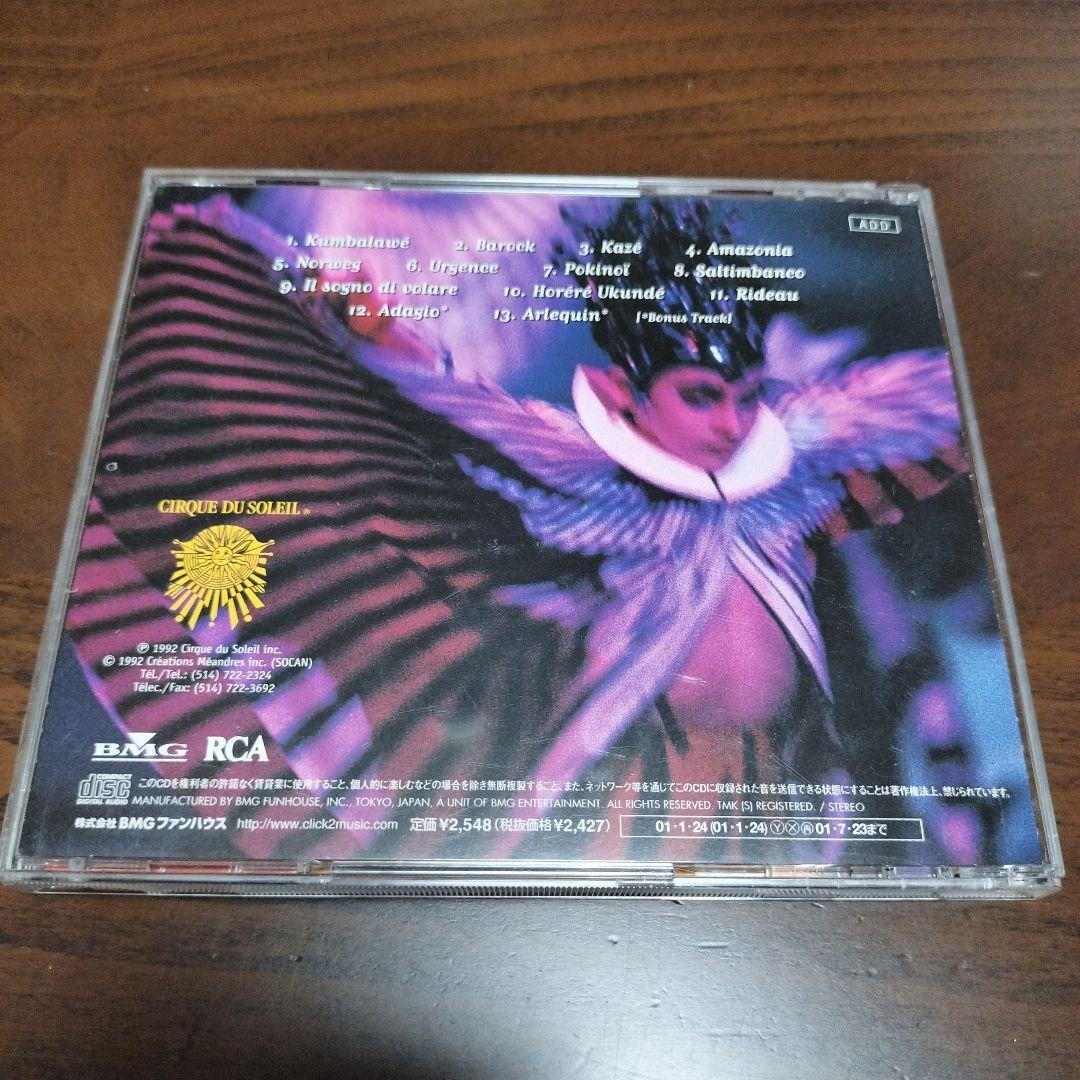 ADD
1. Kumbalawé 2. Barock 3. Kazé 4. Amazonia
5. Norweg 6. Urgence 7. Pokinoï 8. Saltimbanco
9. Il sogno di volare 10. Horéré Ukundé 11. Rideau
12. Adagio* 13. Arlequin* [*Bonus Track]
CIRQUE DU SOLEIL®
℗ 1992 Cirque du Soleil inc.
© 1992 Créations Méandres inc. (SOCAN)
Tél./Tel.: (514) 722-2324
Téléc./Fax: (514) 722-3692
BMG RCA
COMPACT disc DIGITAL AUDIO
このCDを権利者の許諾なく賃貸業に使用すること、個人的に楽しむなどの場合を除き無断複製すること、また、ネットワーク等を通じてこのCDに収録された音を送信できる状態にすることは著作権法上、禁じられています。
MANUFACTURED BY BMG FUNHOUSE, INC., TOKYO, JAPAN, A UNIT OF BMG ENTERTAINMENT. ALL RIGHTS RESERVED. TMK (S) REGISTERED. / STEREO
株式会社BMGファンハウス http://www.click2music.com 定価¥2,548(税抜価格¥2,427) 01・1・24(01・1・24)ⓎⓍ再01・7・23まで